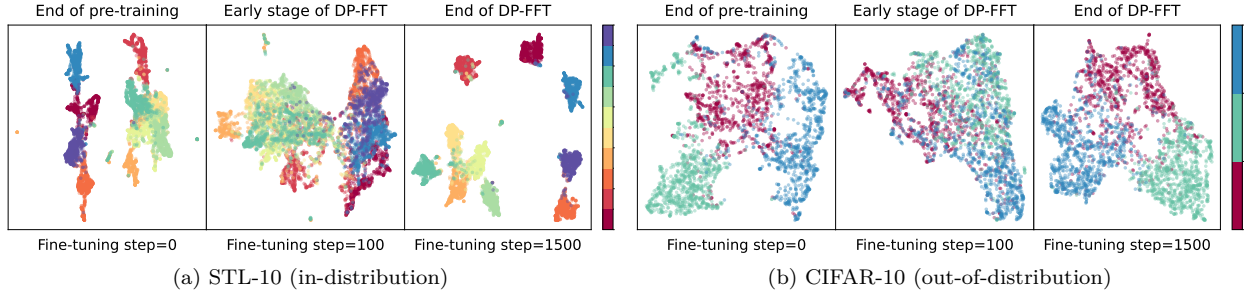 End of pre-training Early stage of DP-FFT End of DP-FFT
Fine-tuning step=0 Fine-tuning step=100 Fine-tuning step=1500
(a) STL-10 (in-distribution)
End of pre-training Early stage of DP-FFT End of DP-FFT
Fine-tuning step=0 Fine-tuning step=100 Fine-tuning step=1500
(b) CIFAR-10 (out-of-distribution)